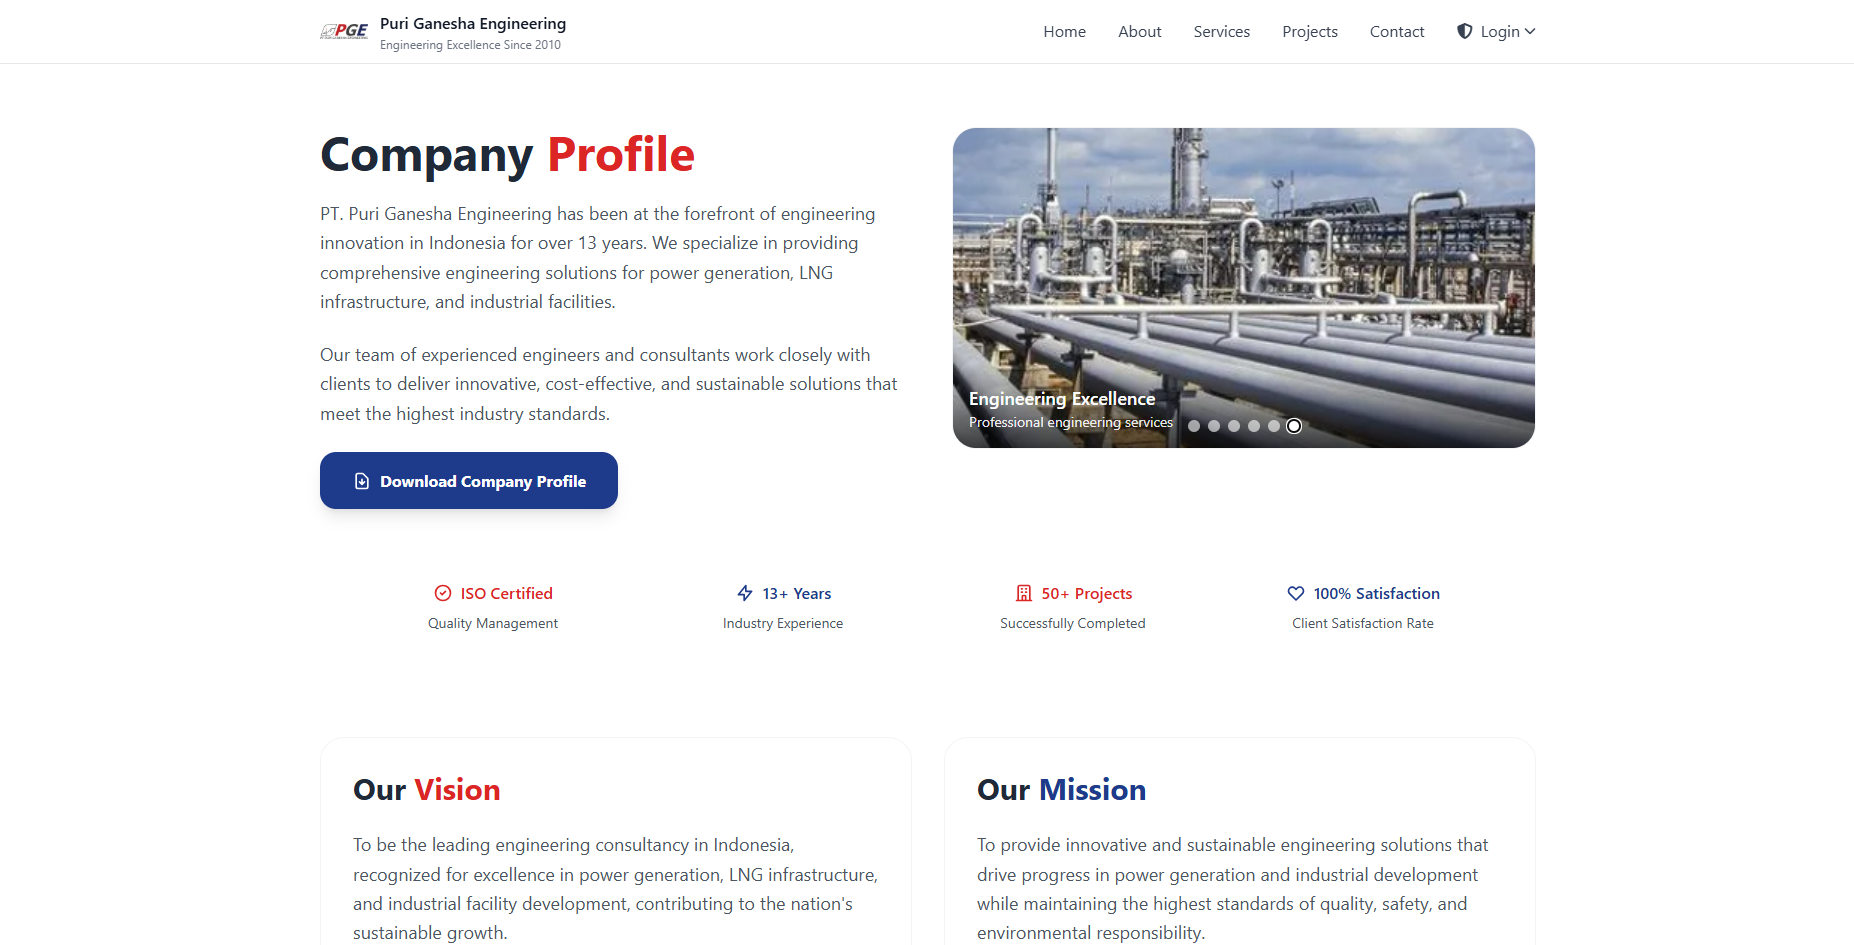 PGE
Puri Ganesha Engineering
Engineering Excellence Since 2010
Home
About
Services
Projects
Contact
Login
Company Profile
PT. Puri Ganesha Engineering has been at the forefront of engineering
innovation in Indonesia for over 13 years. We specialize in providing
comprehensive engineering solutions for power generation, LNG
infrastructure, and industrial facilities.
Our team of experienced engineers and consultants work closely with
clients to deliver innovative, cost-effective, and sustainable solutions that
meet the highest industry standards.
Download Company Profile
Engineering Excellence
Professional engineering services
ISO Certified
Quality Management
13+ Years
Industry Experience
50+ Projects
Successfully Completed
100% Satisfaction
Client Satisfaction Rate
Our Vision
To be the leading engineering consultancy in Indonesia,
recognized for excellence in power generation, LNG infrastructure,
and industrial facility development, contributing to the nation's
sustainable growth.
Our Mission
To provide innovative and sustainable engineering solutions that
drive progress in power generation and industrial development
while maintaining the highest standards of quality, safety, and
environmental responsibility.